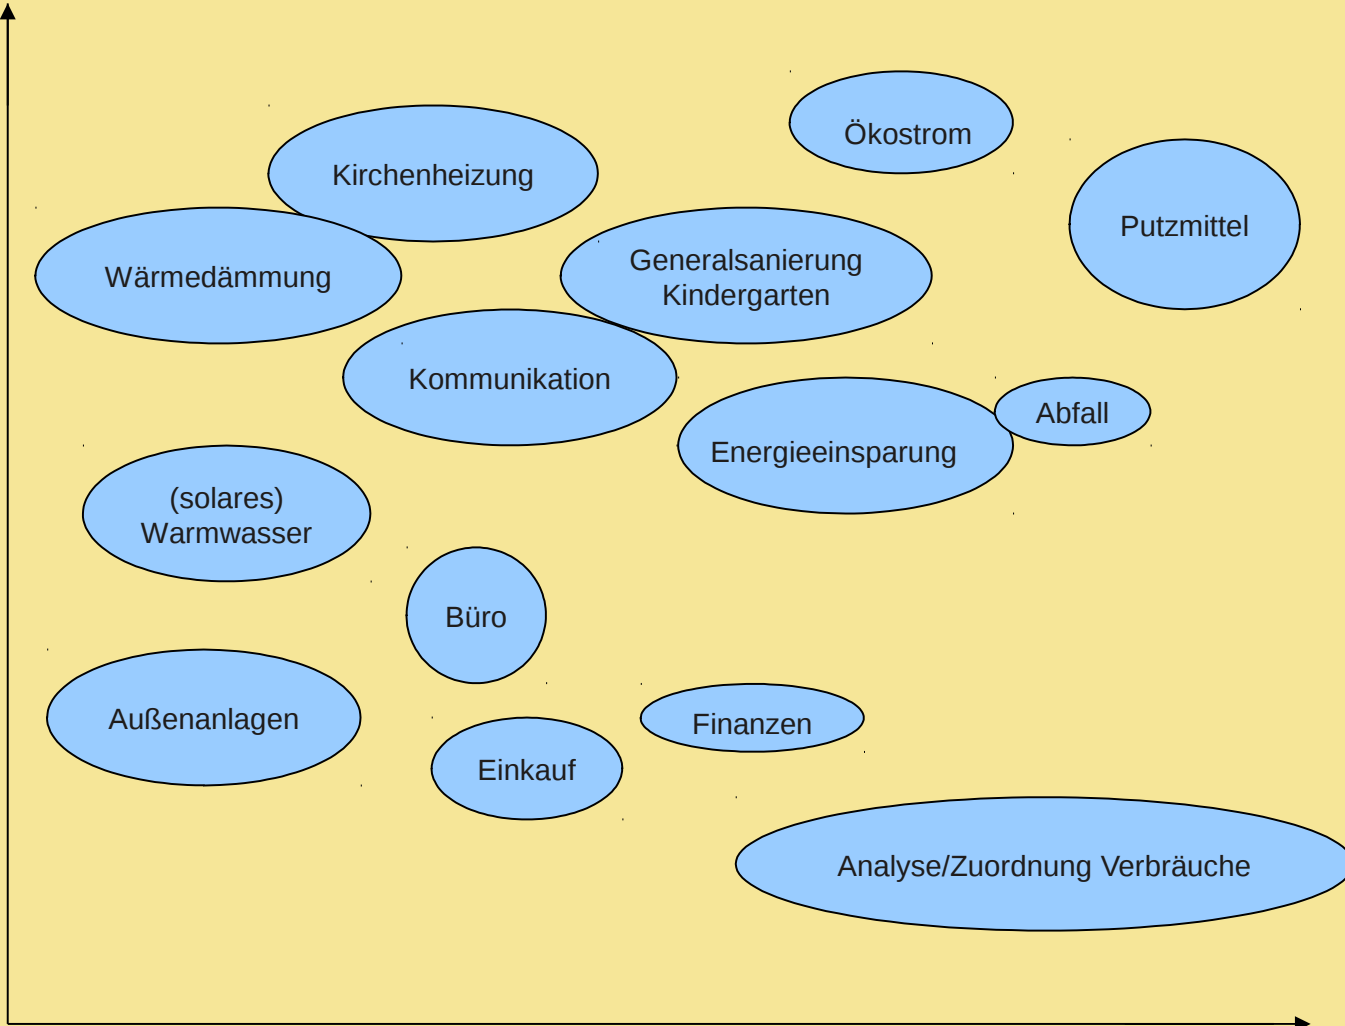 Ökostrom
Kirchenheizung
Putzmittel
Wärmedämmung
Generalsanierung
Kindergarten
Kommunikation
Abfall
Energieeinsparung
(solares)
Warmwasser
Büro
Außenanlagen
Finanzen
Einkauf
Analyse/Zuordnung Verbräuche